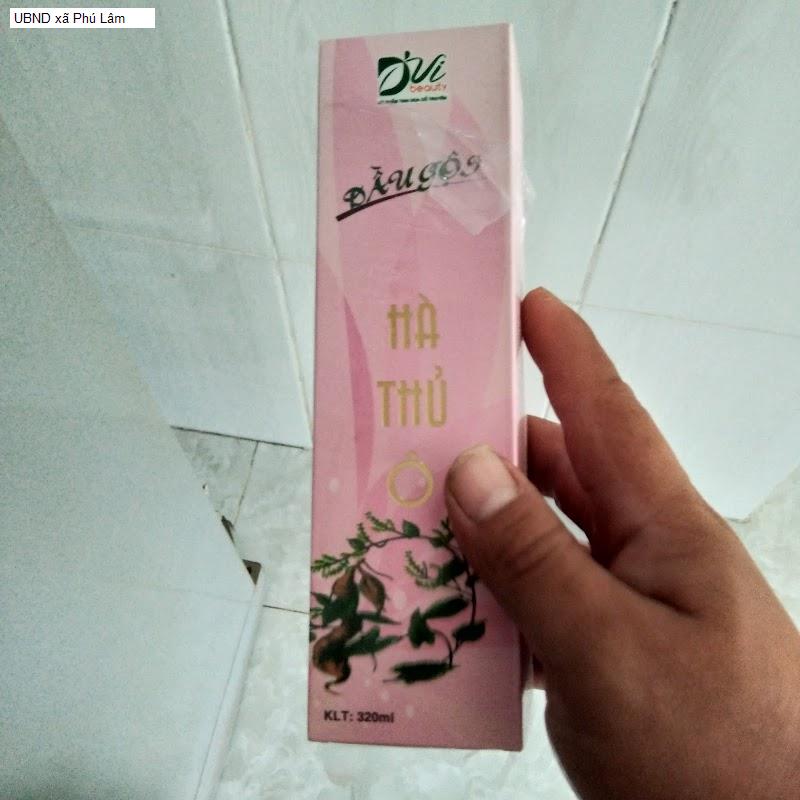 UBND xã Phú Lâm
D'Vi
beauty
DẦU GỘI
HÀ
THỦ
Ô
KLT: 320ml